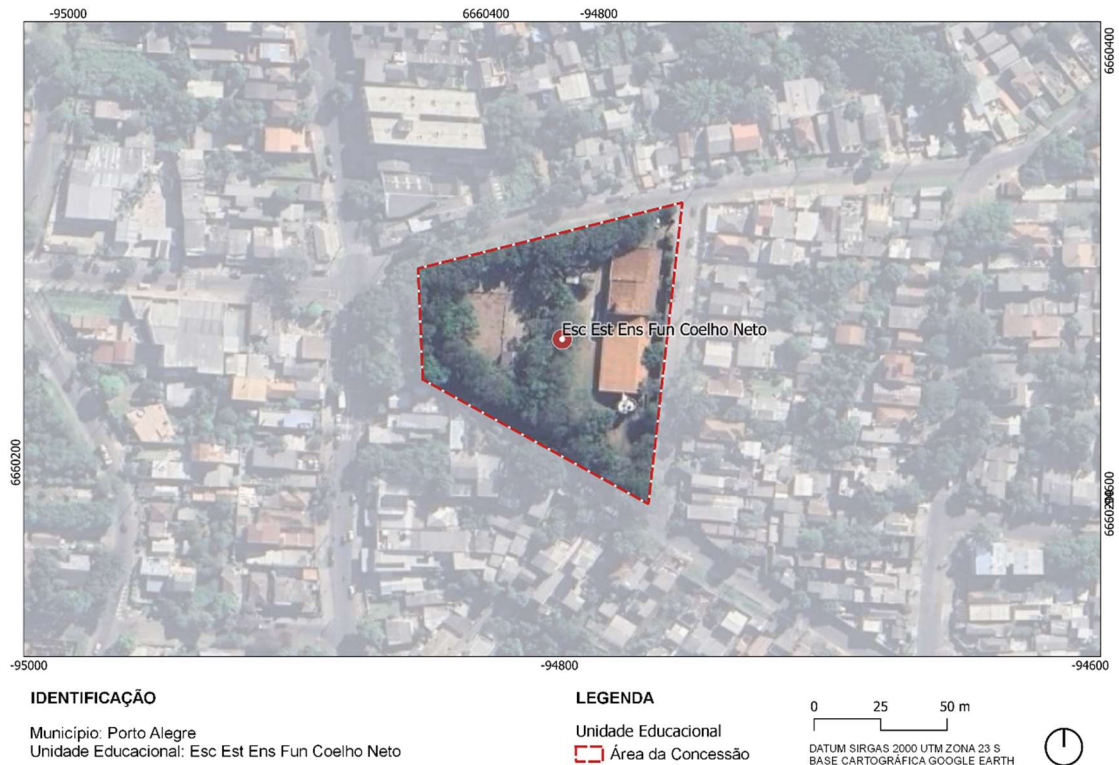 -95000 6660400 -94800
6660400
Esc Est Ens Fun Coelho Neto
6660200
6660200
-94600
-95000 -94800 -94600
IDENTIFICAÇÃO
Município: Porto Alegre
Unidade Educacional: Esc Est Ens Fun Coelho Neto
LEGENDA
Unidade Educacional
Área da Concessão
0 25 50 m
DATUM SIRGAS 2000 UTM ZONA 23 S
BASE CARTOGRÁFICA GOOGLE EARTH